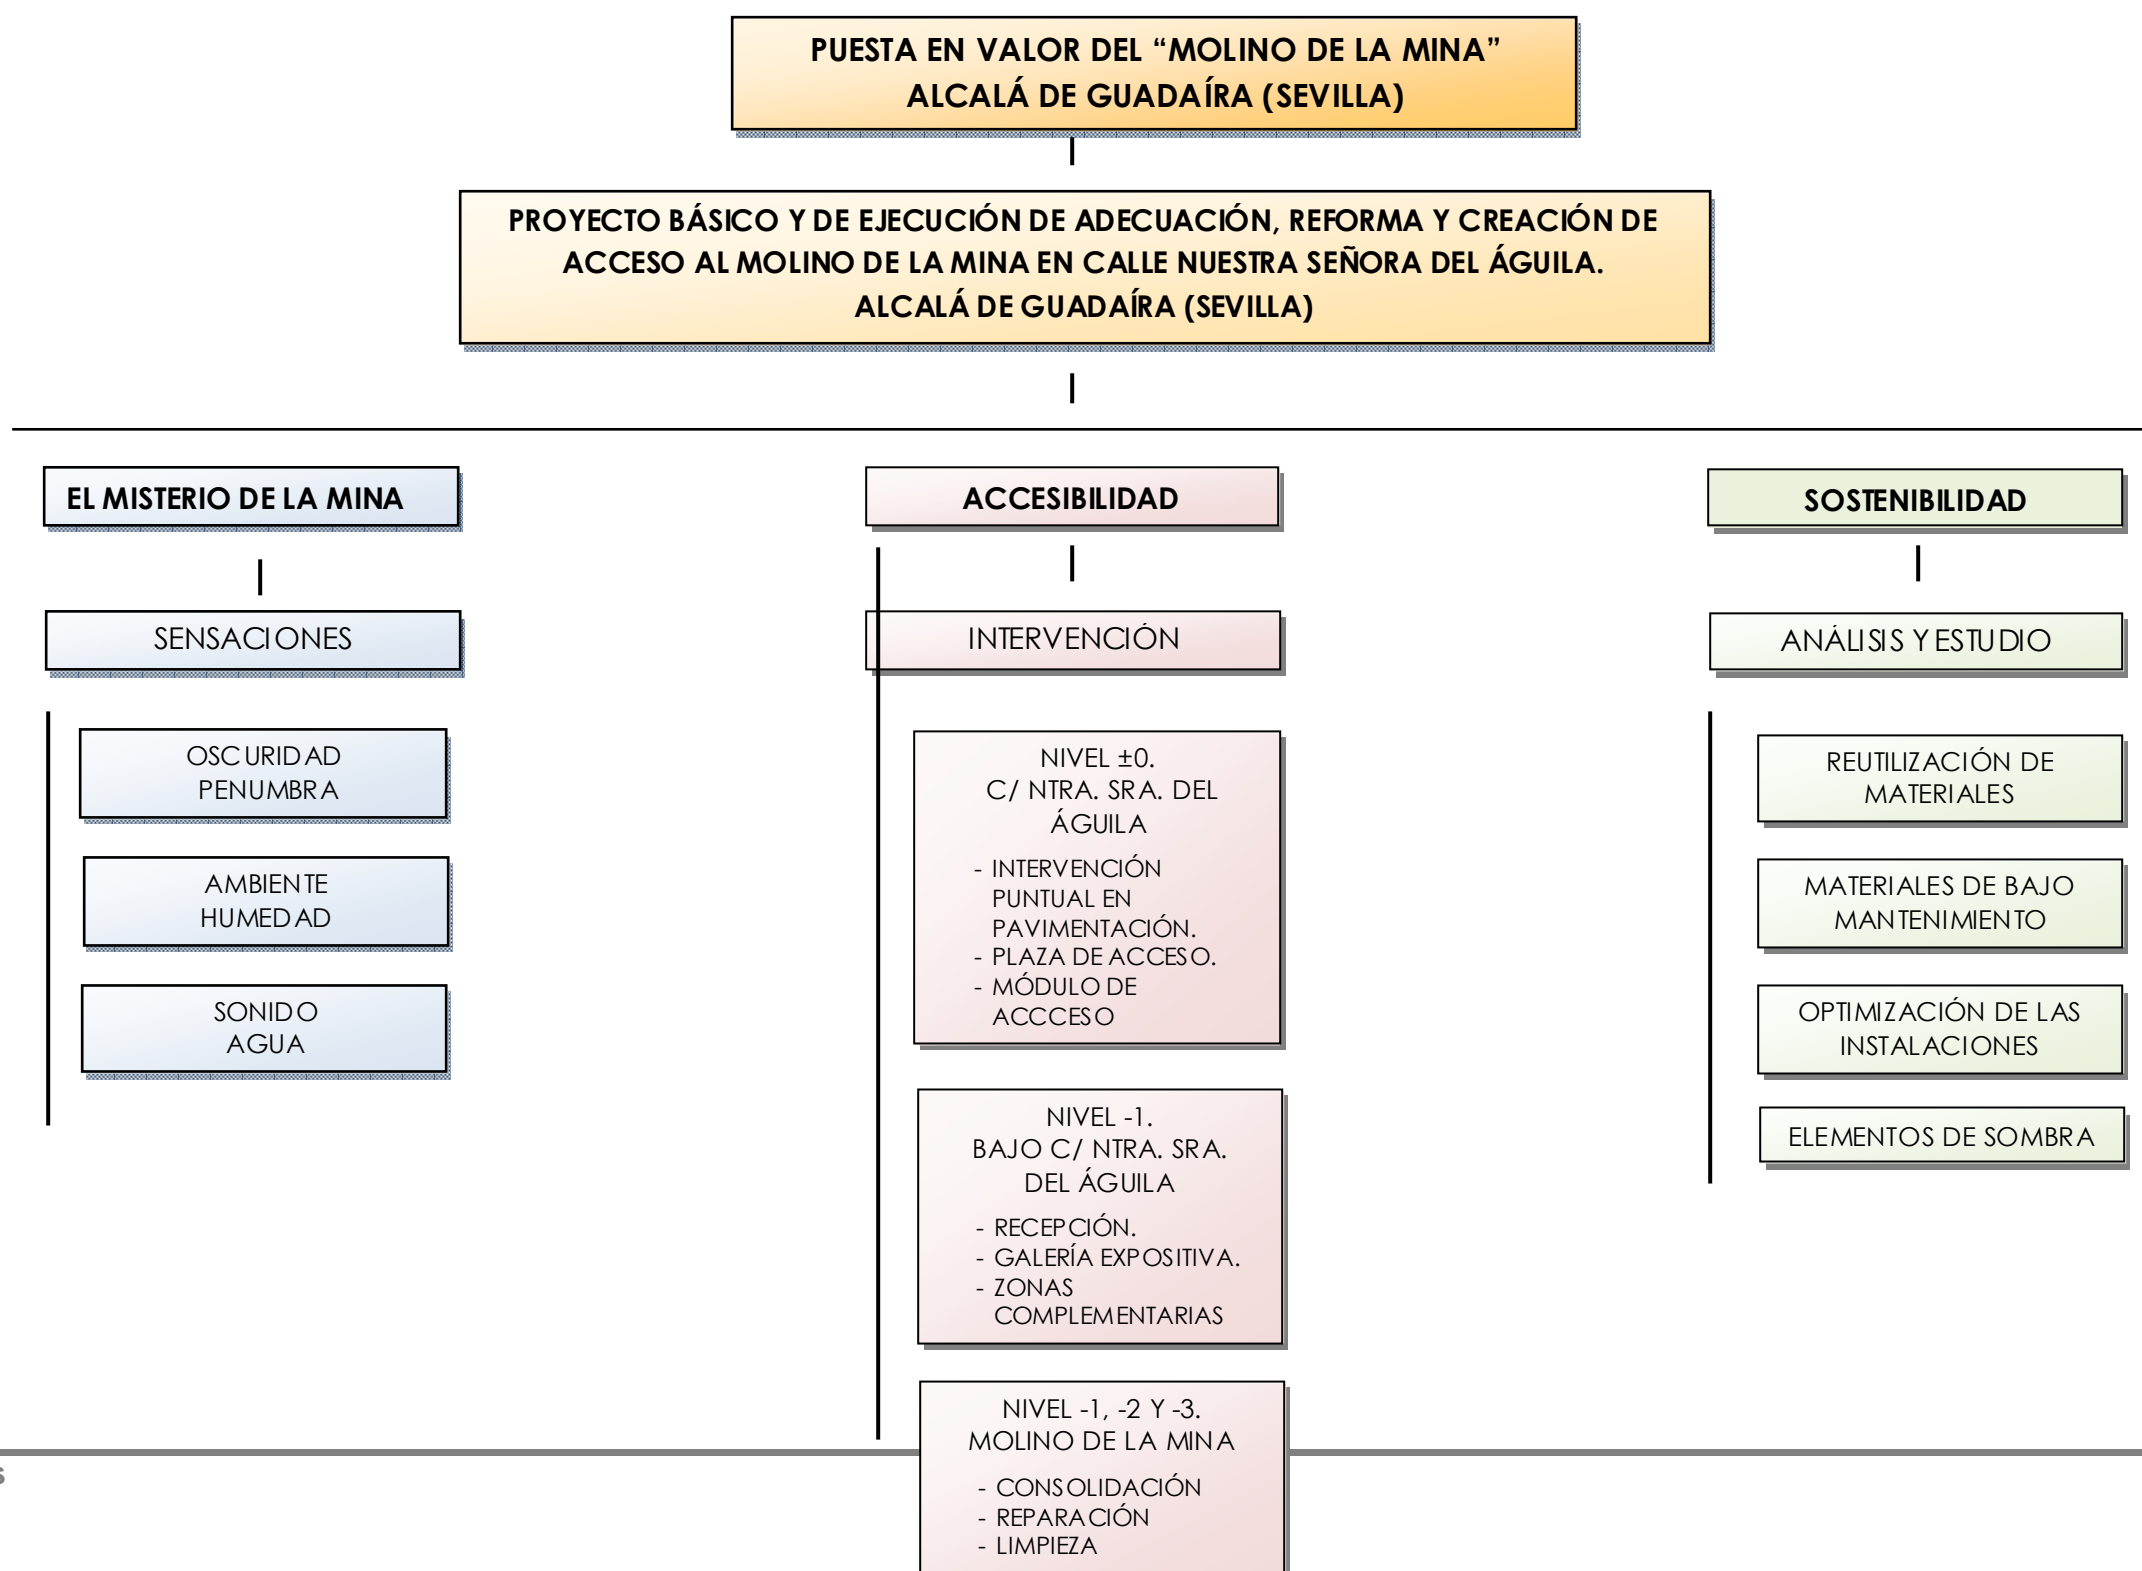 PUESTA EN VALOR DEL “MOLINO DE LA MINA”
ALCALÁ DE GUADAÍRA (SEVILLA)
PROYECTO BÁSICO Y DE EJECUCIÓN DE ADECUACIÓN, REFORMA Y CREACIÓN DE
ACCESO AL MOLINO DE LA MINA EN CALLE NUESTRA SEÑORA DEL ÁGUILA.
ALCALÁ DE GUADAÍRA (SEVILLA)
EL MISTERIO DE LA MINA
SENSACIONES
OSCURIDAD
PENUMBRA
AMBIENTE
HUMEDAD
SONIDO
AGUA
ACCESIBILIDAD
INTERVENCIÓN
NIVEL ±0.
C/ NTRA. SRA. DEL
ÁGUILA
- INTERVENCIÓN
PUNTUAL EN
PAVIMENTACIÓN.
- PLAZA DE ACCESO.
- MÓDULO DE
ACCCESO
NIVEL -1.
BAJO C/ NTRA. SRA.
DEL ÁGUILA
- RECEPCIÓN.
- GALERÍA EXPOSITIVA.
- ZONAS
COMPLEMENTARIAS
NIVEL -1, -2 Y -3.
MOLINO DE LA MINA
- CONSOLIDACIÓN
- REPARACIÓN
- LIMPIEZA
SOSTENIBILIDAD
ANÁLISIS Y ESTUDIO
REUTILIZACIÓN DE
MATERIALES
MATERIALES DE BAJO
MANTENIMIENTO
OPTIMIZACIÓN DE LAS
INSTALACIONES
ELEMENTOS DE SOMBRA
s